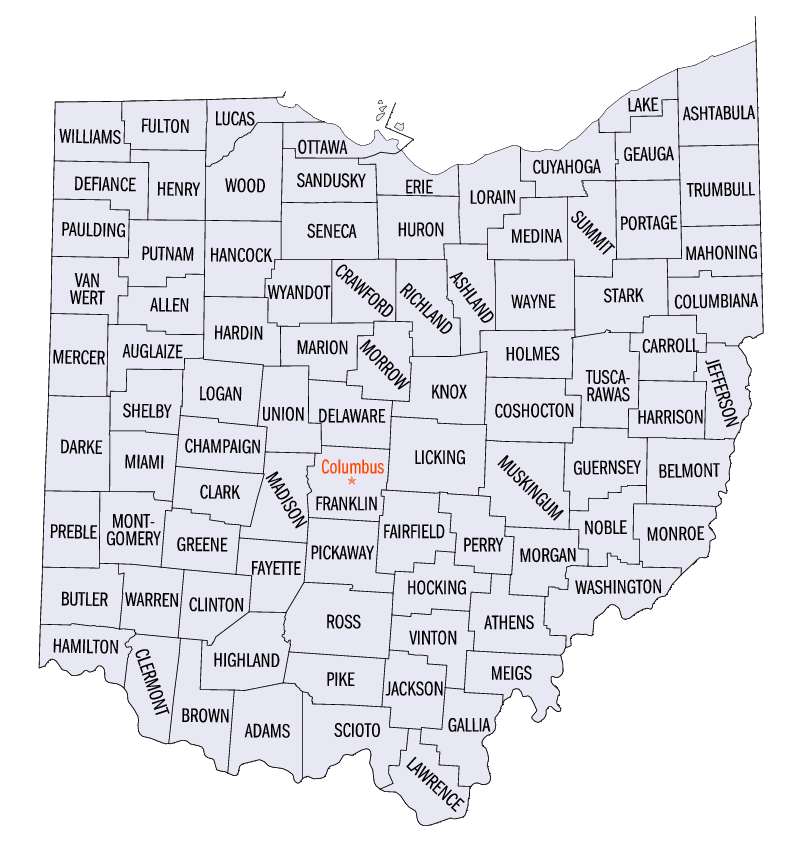 LAKE
ASHTABULA
LUCAS
FULTON
WILLIAMS
OTTAWA
GEAUGA
CUYAHOGA
SANDUSKY
ERIE
DEFIANCE
HENRY
WOOD
LORAIN
TRUMBULL
PAULDING
SENECA
HURON
MEDINA
SUMMIT
PORTAGE
PUTNAM
HANCOCK
MAHONING
VAN
WERT
ALLEN
WYANDOT
CRAWFORD
RICHLAND
ASHLAND
WAYNE
STARK
COLUMBIANA
HARDIN
MERCER
AUGLAIZE
MARION
MORROW
HOLMES
CARROLL
JEFFERSON
LOGAN
KNOX
TUSCA-
RAWAS
SHELBY
UNION
DELAWARE
COSHOCTON
HARRISON
DARKE
CHAMPAIGN
MIAMI
LICKING
Columbus
MUSKINGUM
GUERNSEY
BELMONT
CLARK
MADISON
FRANKLIN
PREBLE
MONT-
GOMERY
GREENE
PICKAWAY
FAIRFIELD
PERRY
MORGAN
NOBLE
MONROE
FAYETTE
HOCKING
WASHINGTON
BUTLER
WARREN
CLINTON
ROSS
ATHENS
VINTON
HAMILTON
CLERMONT
HIGHLAND
PIKE
JACKSON
MEIGS
BROWN
ADAMS
SCIOTO
GALLIA
LAWRENCE